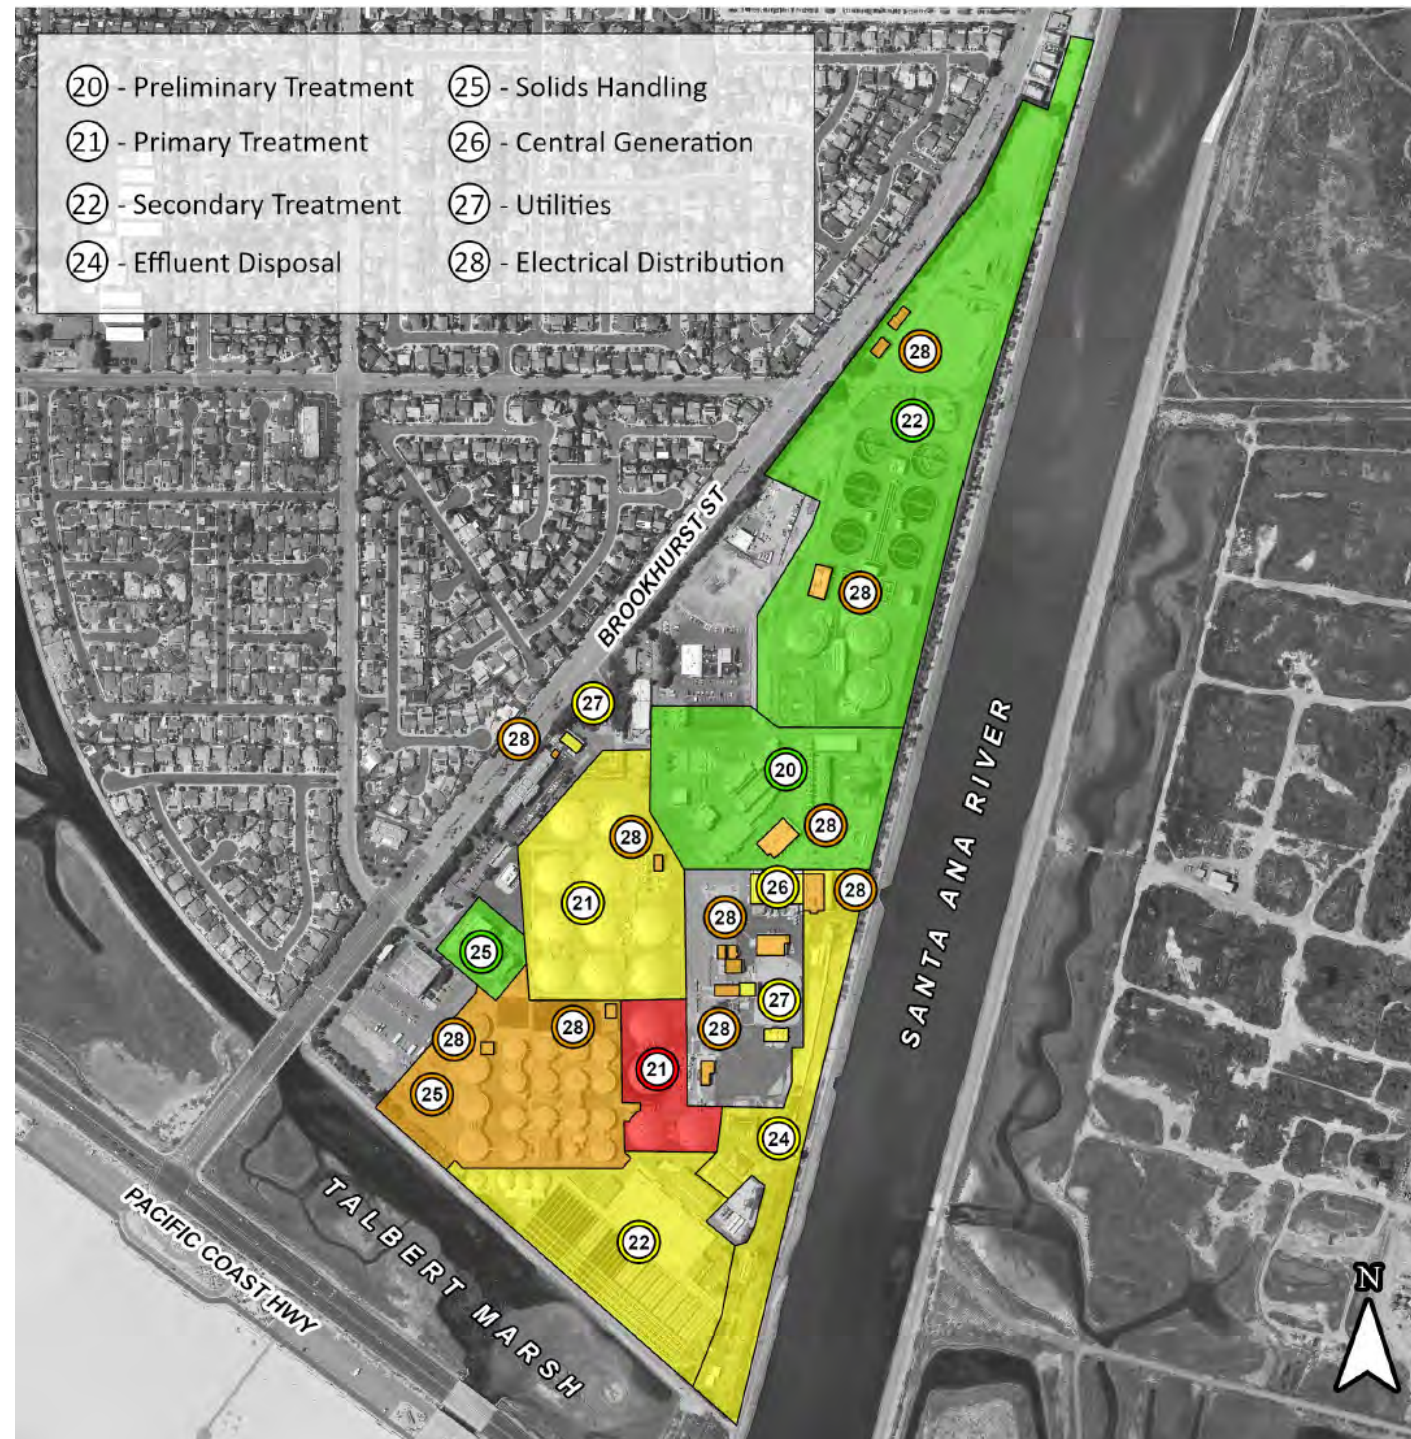 20 - Preliminary Treatment
21 - Primary Treatment
22 - Secondary Treatment
24 - Effluent Disposal
25 - Solids Handling
26 - Central Generation
27 - Utilities
28 - Electrical Distribution
28
22
28
BROOKHURST ST
27
28
20
28
28
26
28
21
28
25
27
28
28
28
21
25
24
22
SANTA ANA RIVER
TALBERT MARSH
PACIFIC COAST HWY
N